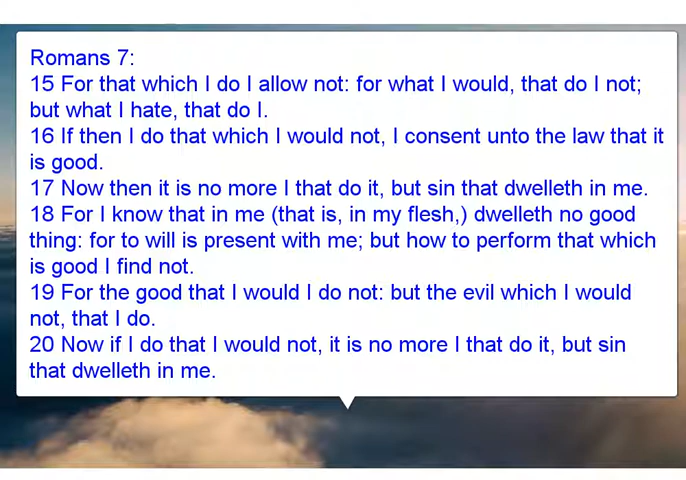 Romans 7:
15 For that which I do I allow not: for what I would, that do I not;
but what I hate, that do I.
16 If then I do that which I would not, I consent unto the law that it
is good.
17 Now then it is no more I that do it, but sin that dwelleth in me.
18 For I know that in me (that is, in my flesh,) dwelleth no good
thing: for to will is present with me; but how to perform that which
is good I find not.
19 For the good that I would I do not: but the evil which I would
not, that I do.
20 Now if I do that I would not, it is no more I that do it, but sin
that dwelleth in me.